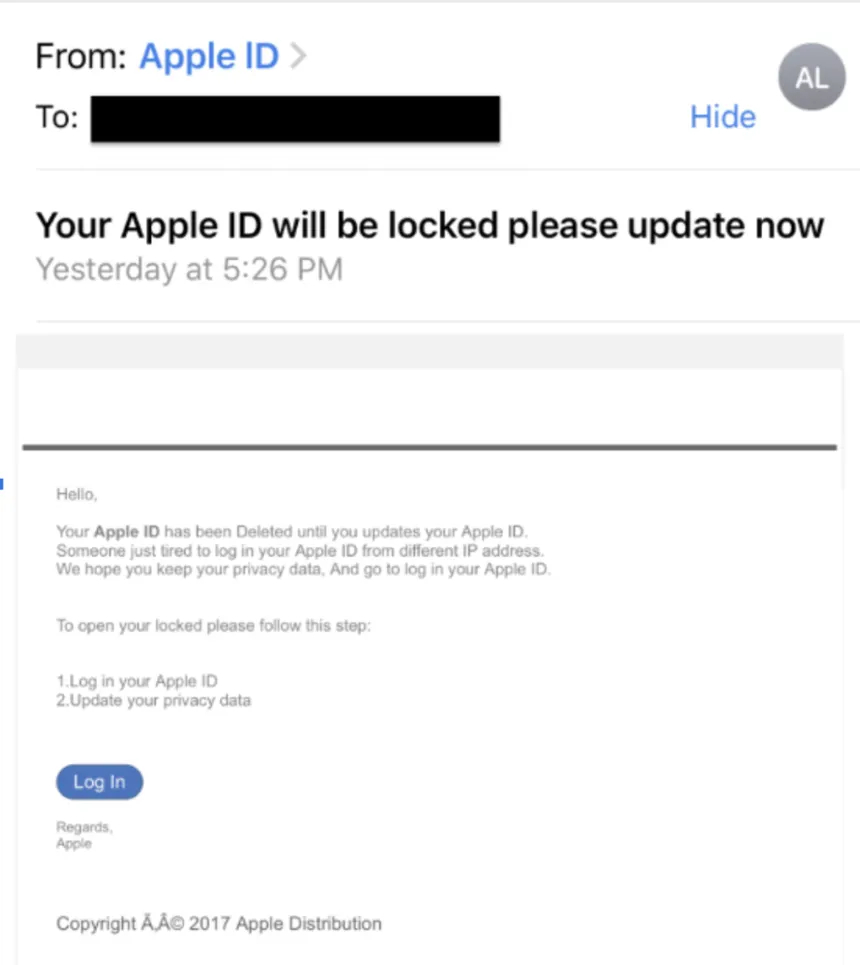 From: Apple lD >
AL
To:
Hide
Your Apple ID will be locked please update now
Yesterday at 5:26 PM
Hello,
Your Apple ID has been Deleted until you updates your Apple ID.
Someone just tired to log in your Apple ID from different IP address.
We hope you keep your privacy data, And go to log in your Apple ID.
To open your locked please follow this step:
1.Log in your Apple ID
2.Update your privacy data
Log In
Regards,
Apple
Copyright Ã‚Â© 2017 Apple Distribution